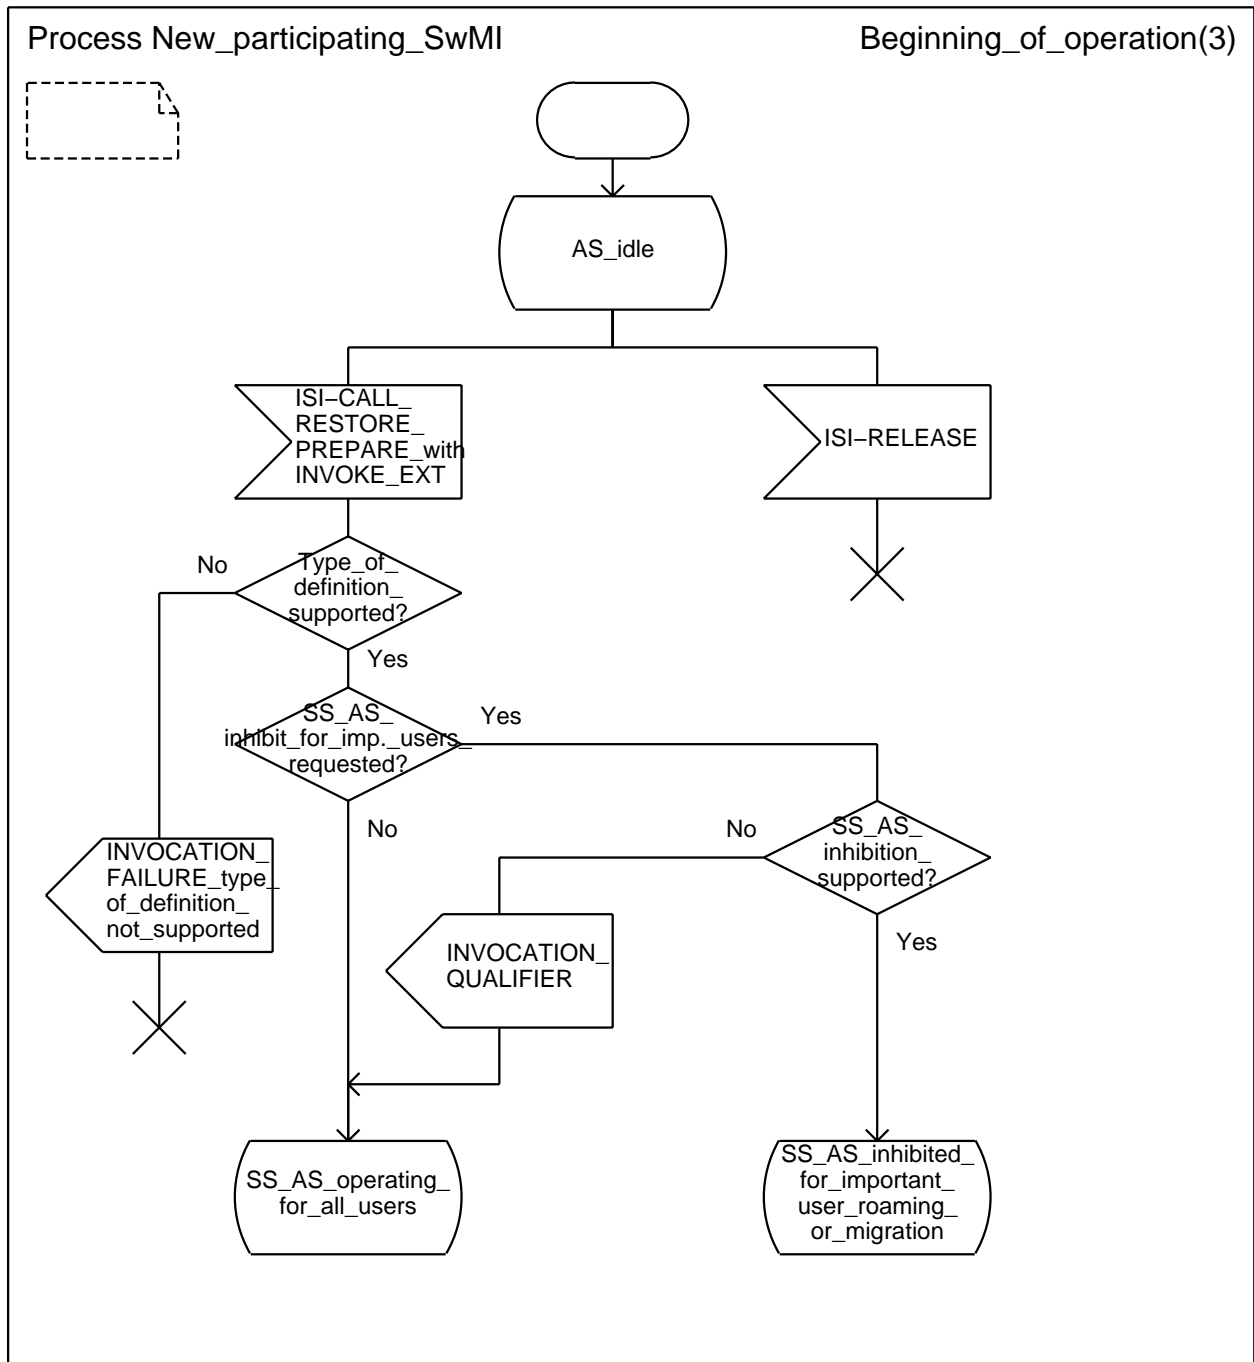 Process New_participating_SwMI
Beginning_of_operation(3)
AS_idle
ISI−CALL_
RESTORE_
PREPARE_with
INVOKE_EXT
ISI−RELEASE
No
Type_of_
definition_
supported?
Yes
SS_AS_
inhibit_for_imp._users_
requested?
Yes
No
No
SS_AS_
inhibition_
supported?
Yes
INVOCATION_
FAILURE_type_
of_definition_
not_supported
INVOCATION_
QUALIFIER
SS_AS_operating_
for_all_users
SS_AS_inhibited_
for_important_
user_roaming_
or_migration